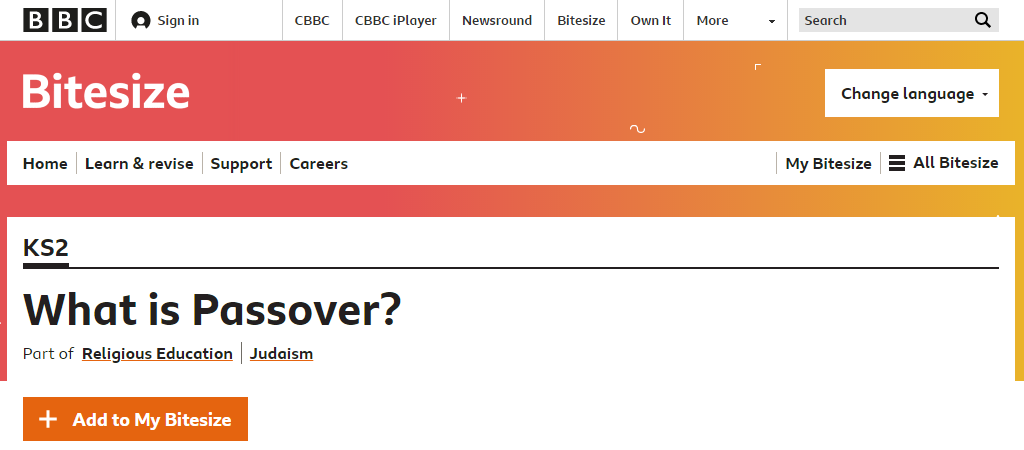 BBC Sign in CBBC CBBC iPlayer Newsround Bitesize Own It More Search
Bitesize
Change language
Home Learn & revise Support Careers My Bitesize All Bitesize
KS2
What is Passover?
Part of Religious Education Judaism
Add to My Bitesize